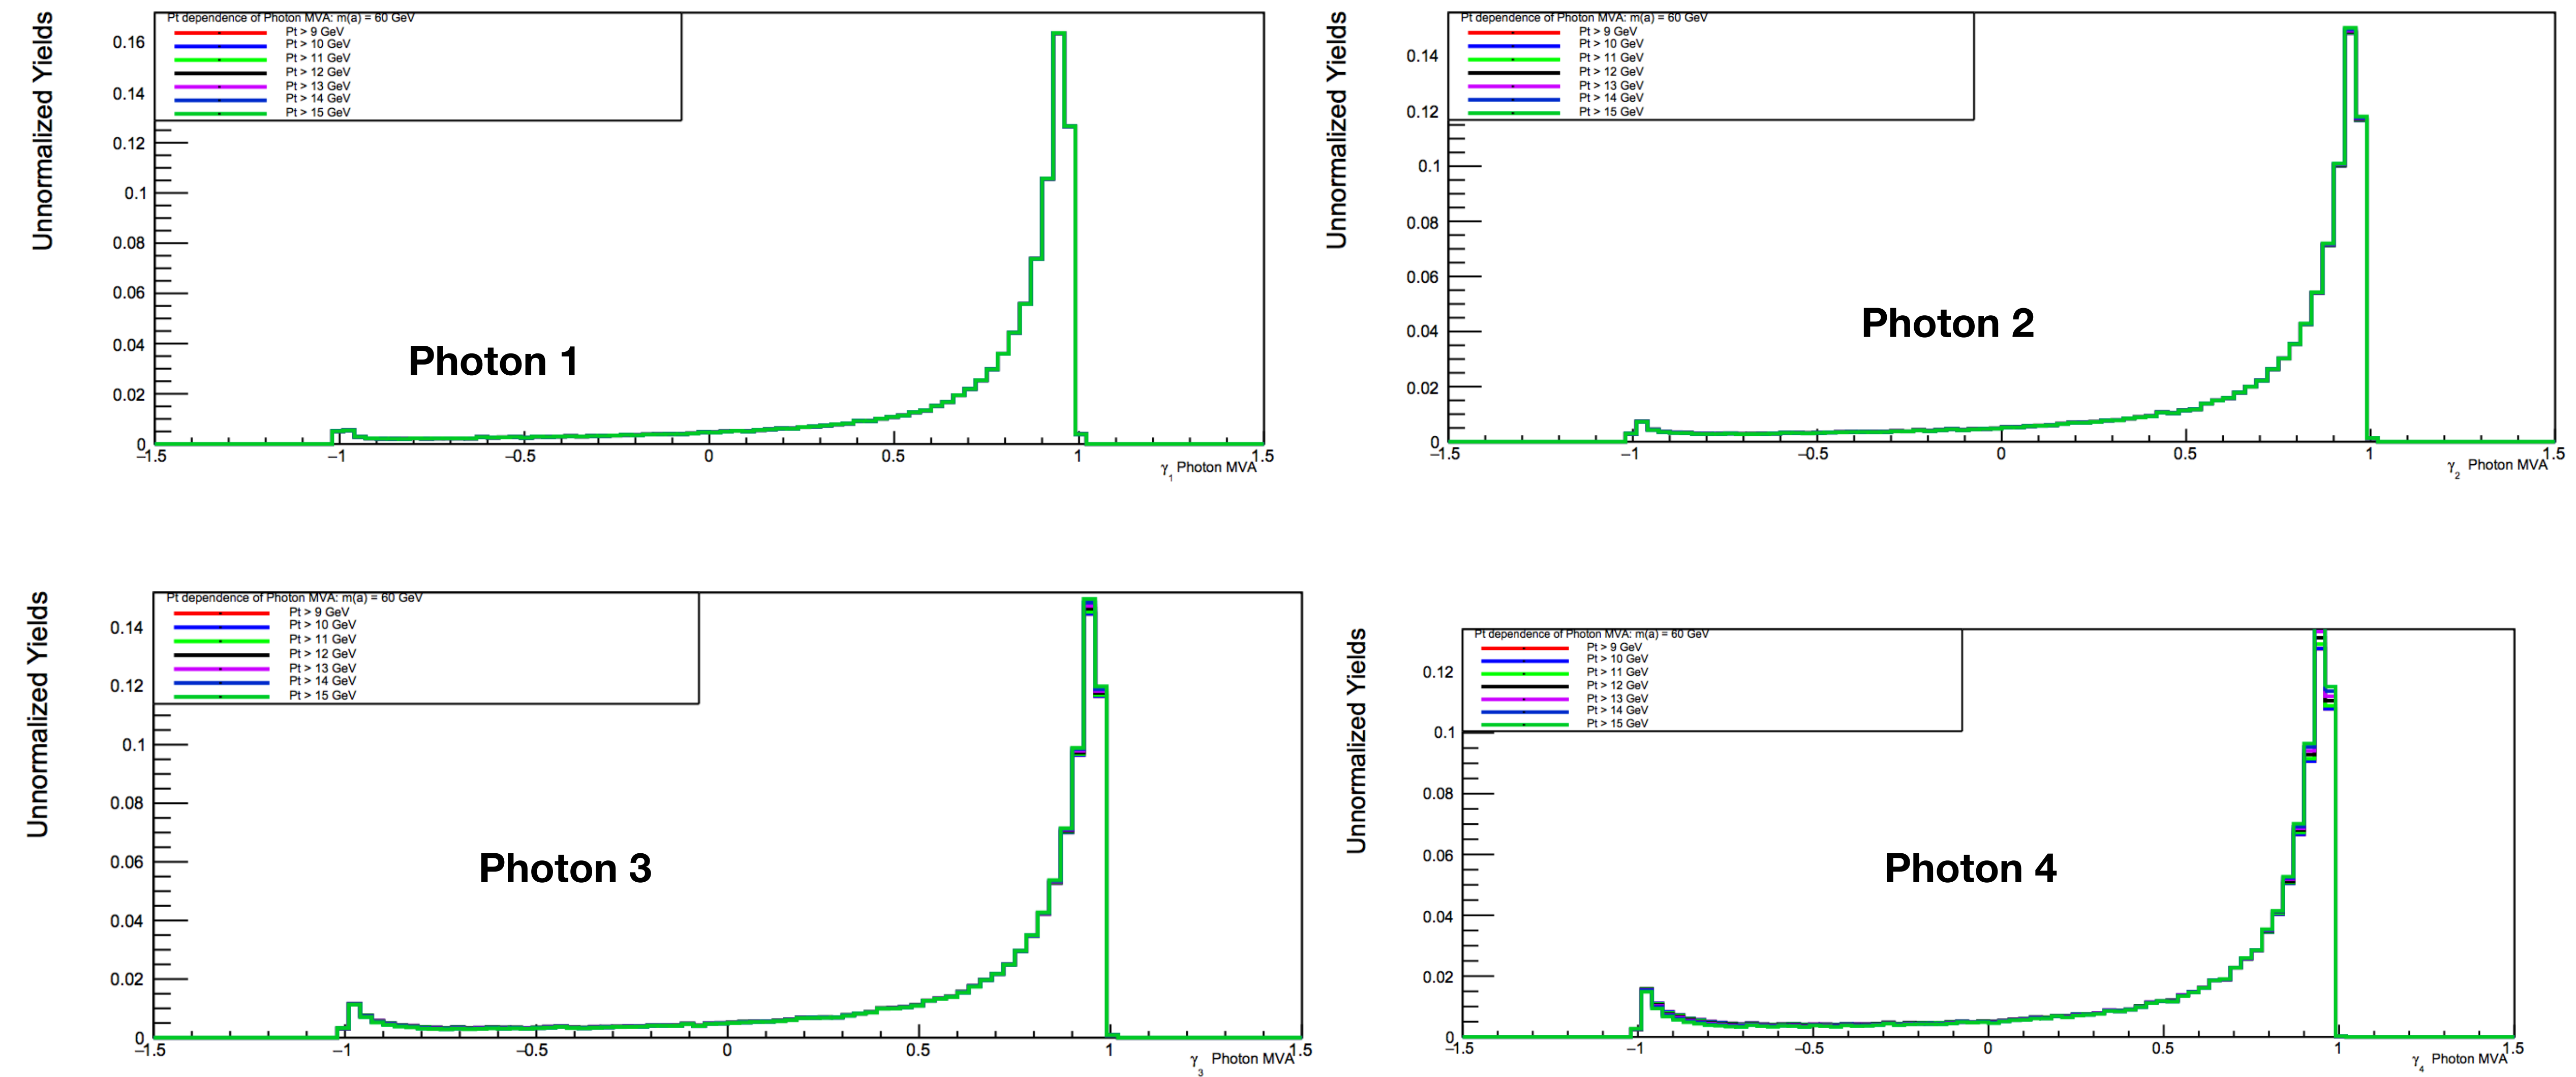 Unnormalized Yields
Pt dependence of Photon MVA: m(a) = 60 GeV
Pt > 9 GeV
Pt > 10 GeV
Pt > 11 GeV
Pt > 12 GeV
Pt > 13 GeV
Pt > 14 GeV
Pt > 15 GeV
0.16
0.14
0.12
0.1
0.08
0.06
0.04
0.02
0
Photon 1
−1.5 −1 −0.5 0 0.5 1 1.5
γ1 Photon MVA
Unnormalized Yields
Pt dependence of Photon MVA: m(a) = 60 GeV
Pt > 9 GeV
Pt > 10 GeV
Pt > 11 GeV
Pt > 12 GeV
Pt > 13 GeV
Pt > 14 GeV
Pt > 15 GeV
0.14
0.12
0.1
0.08
0.06
0.04
0.02
0
Photon 2
−1.5 −1 −0.5 0 0.5 1 1.5
γ2 Photon MVA
Unnormalized Yields
Pt dependence of Photon MVA: m(a) = 60 GeV
Pt > 9 GeV
Pt > 10 GeV
Pt > 11 GeV
Pt > 12 GeV
Pt > 13 GeV
Pt > 14 GeV
Pt > 15 GeV
0.14
0.12
0.1
0.08
0.06
0.04
0.02
0
Photon 3
−1.5 −1 −0.5 0 0.5 1 1.5
γ3 Photon MVA
Unnormalized Yields
Pt dependence of Photon MVA: m(a) = 60 GeV
Pt > 9 GeV
Pt > 10 GeV
Pt > 11 GeV
Pt > 12 GeV
Pt > 13 GeV
Pt > 14 GeV
Pt > 15 GeV
0.12
0.1
0.08
0.06
0.04
0.02
0
Photon 4
−1.5 −1 −0.5 0 0.5 1 1.5
γ4 Photon MVA